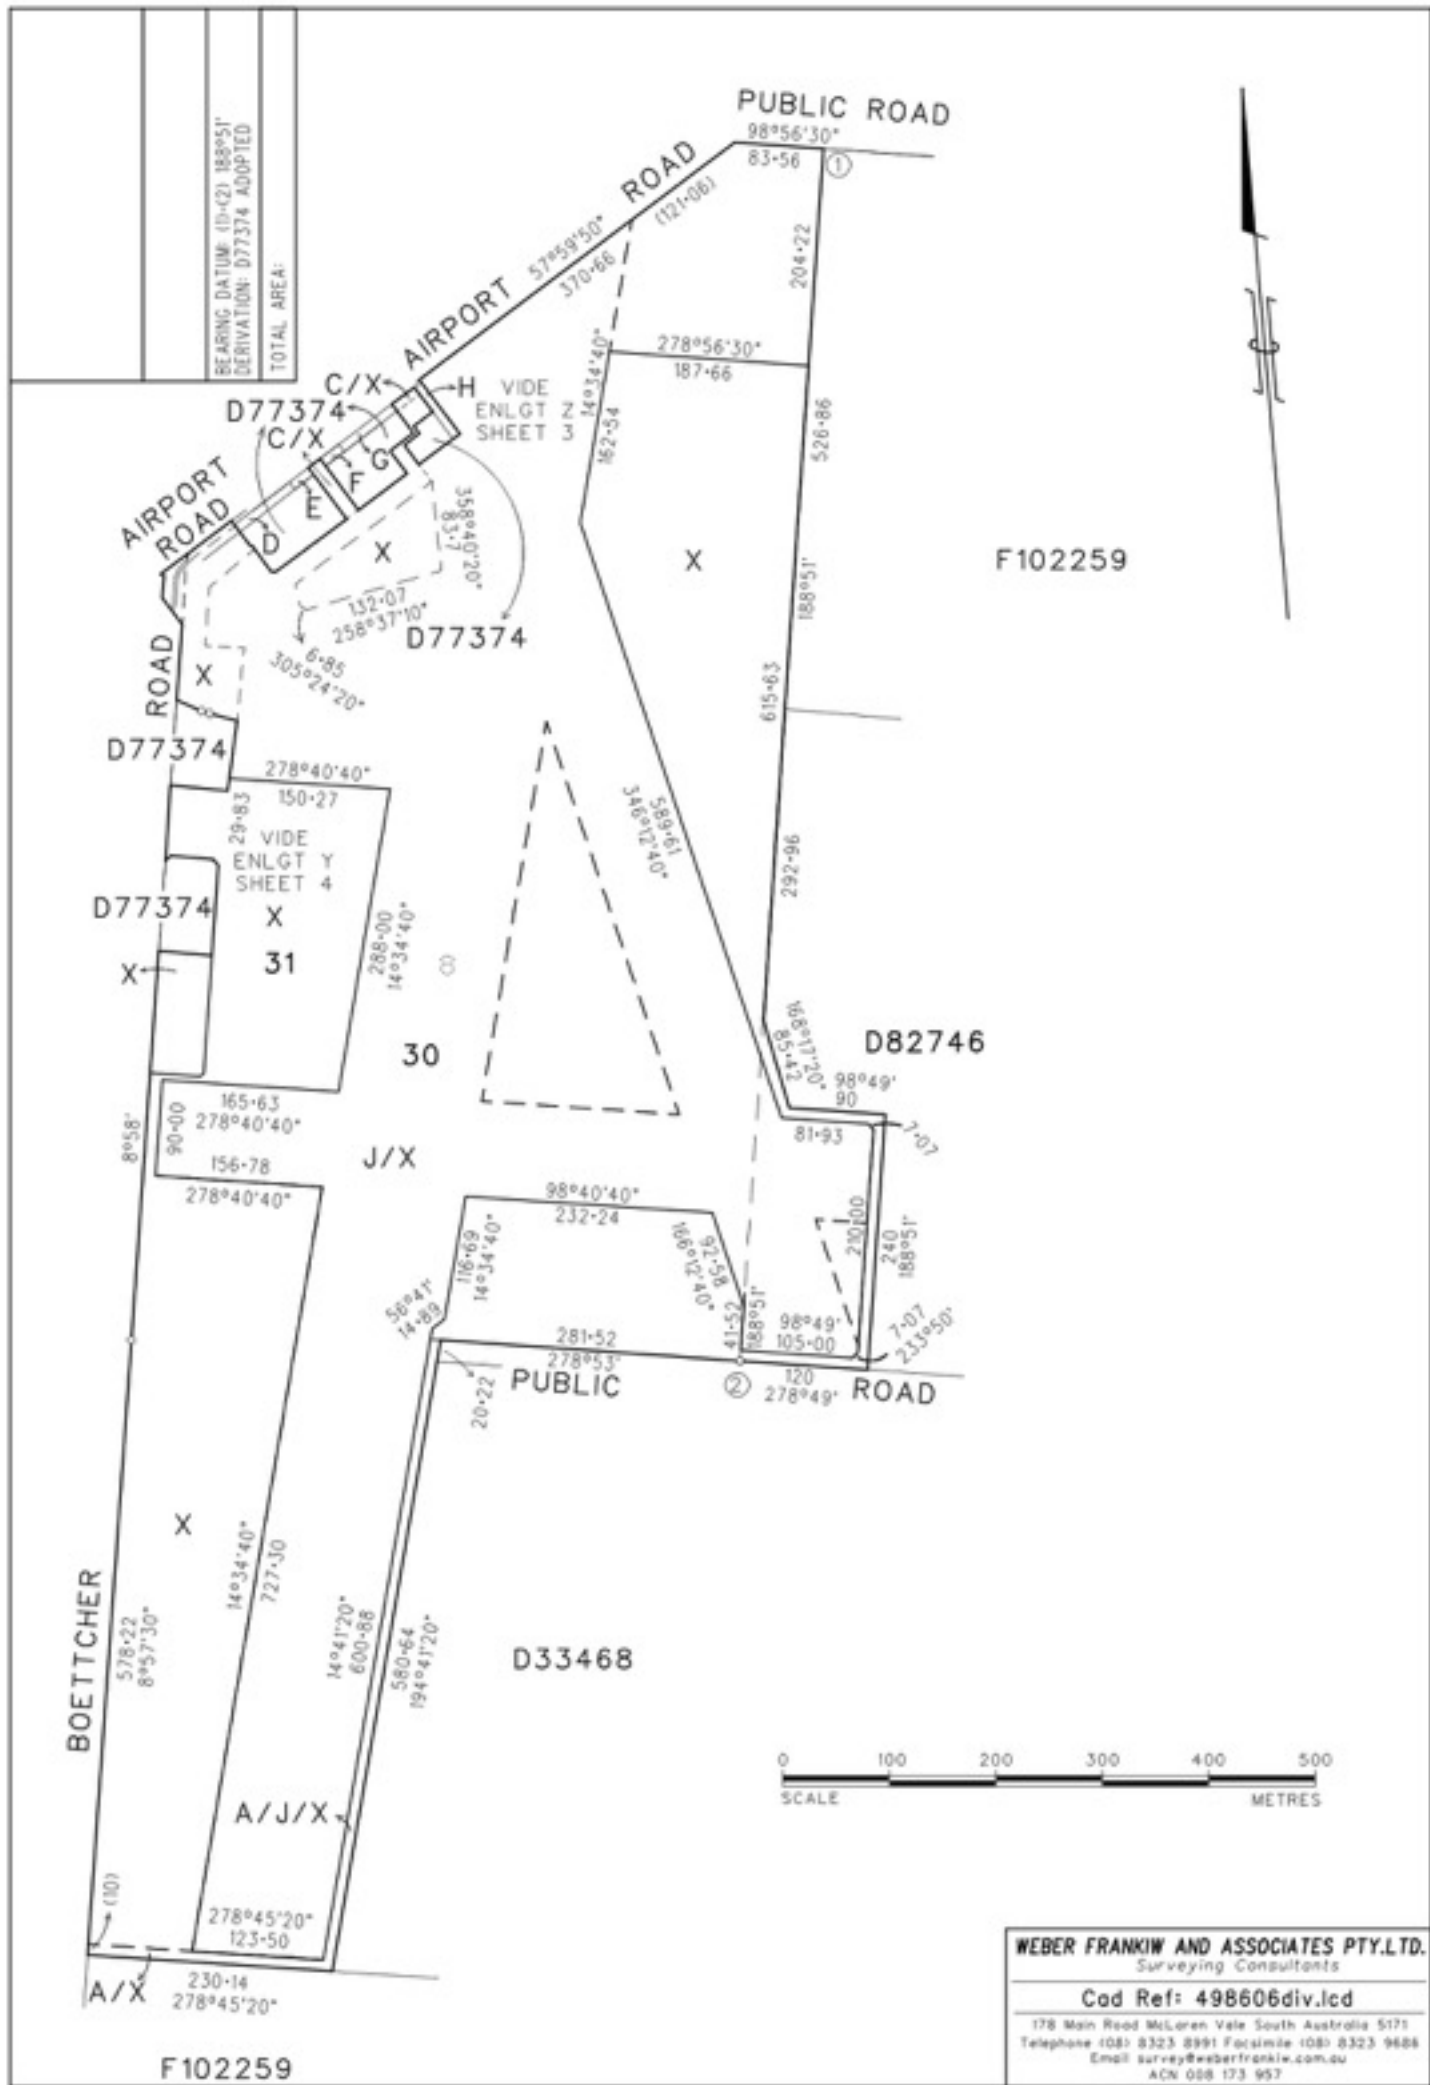 BEARING DATUM: (1)-(2) 188°51'
DERIVATION: D77374 ADOPTED
TOTAL AREA:
PUBLIC ROAD
98°56'30"
83·56
1
ROAD
(121·06)
57°59'50"
370·66
AIRPORT
204·22
14°34'40"
278°56'30"
187·66
162·54
526·86
C/X
H
VIDE
ENLGT Z
SHEET 3
D77374
C/X
G
F
E
D
AIRPORT
ROAD
X
358°40'20"
83·7
132·07
258°37'10"
6·85
305°24'20"
D77374
X
F102259
188°51'
615·63
ROAD
X
D77374
278°40'40"
150·27
29·83
VIDE
ENLGT Y
SHEET 4
X
31
D77374
X
288·00
14°34'40"
589·61
346°12'40"
292·96
30
D82746
168°17'20"
85·42
98°49'
90
81·93
7·07
165·63
278°40'40"
90·00
8°58'
156·78
278°40'40"
J/X
98°40'40"
232·24
116·69
14°34'40"
92·58
166°12'40"
210·00
240
188°51'
56°41'
14·89
41·52
188°51'
98°49'
105·00
7·07
233°50'
281·52
278°53'
120
278°49'
2
20·22
PUBLIC
ROAD
X
14°34'40"
727·30
BOETTCHER
578·22
8°57'30"
14°41'20"
600·88
580·64
194°41'20"
D33468
0 100 200 300 400 500
SCALE METRES
A/J/X
(10)
278°45'20"
123·50
A/X
230·14
278°45'20"
F102259
WEBER FRANKIW AND ASSOCIATES PTY.LTD.
Surveying Consultants
Cad Ref: 498606div.lcd
178 Main Road McLaren Vale South Australia 5171
Telephone (08) 8323 8991 Facsimile (08) 8323 9686
Email survey@weberfrankiw.com.au
ACN 008 173 957